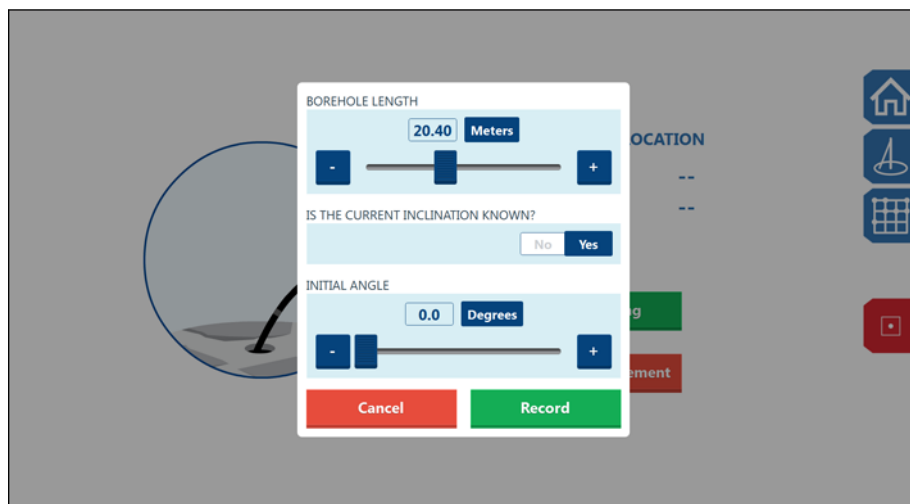 BOREHOLE LENGTH
20.40 Meters
- +
IS THE CURRENT INCLINATION KNOWN?
No Yes
INITIAL ANGLE
0.0 Degrees
- +
Cancel Record
OCATION
--
--
g
ement